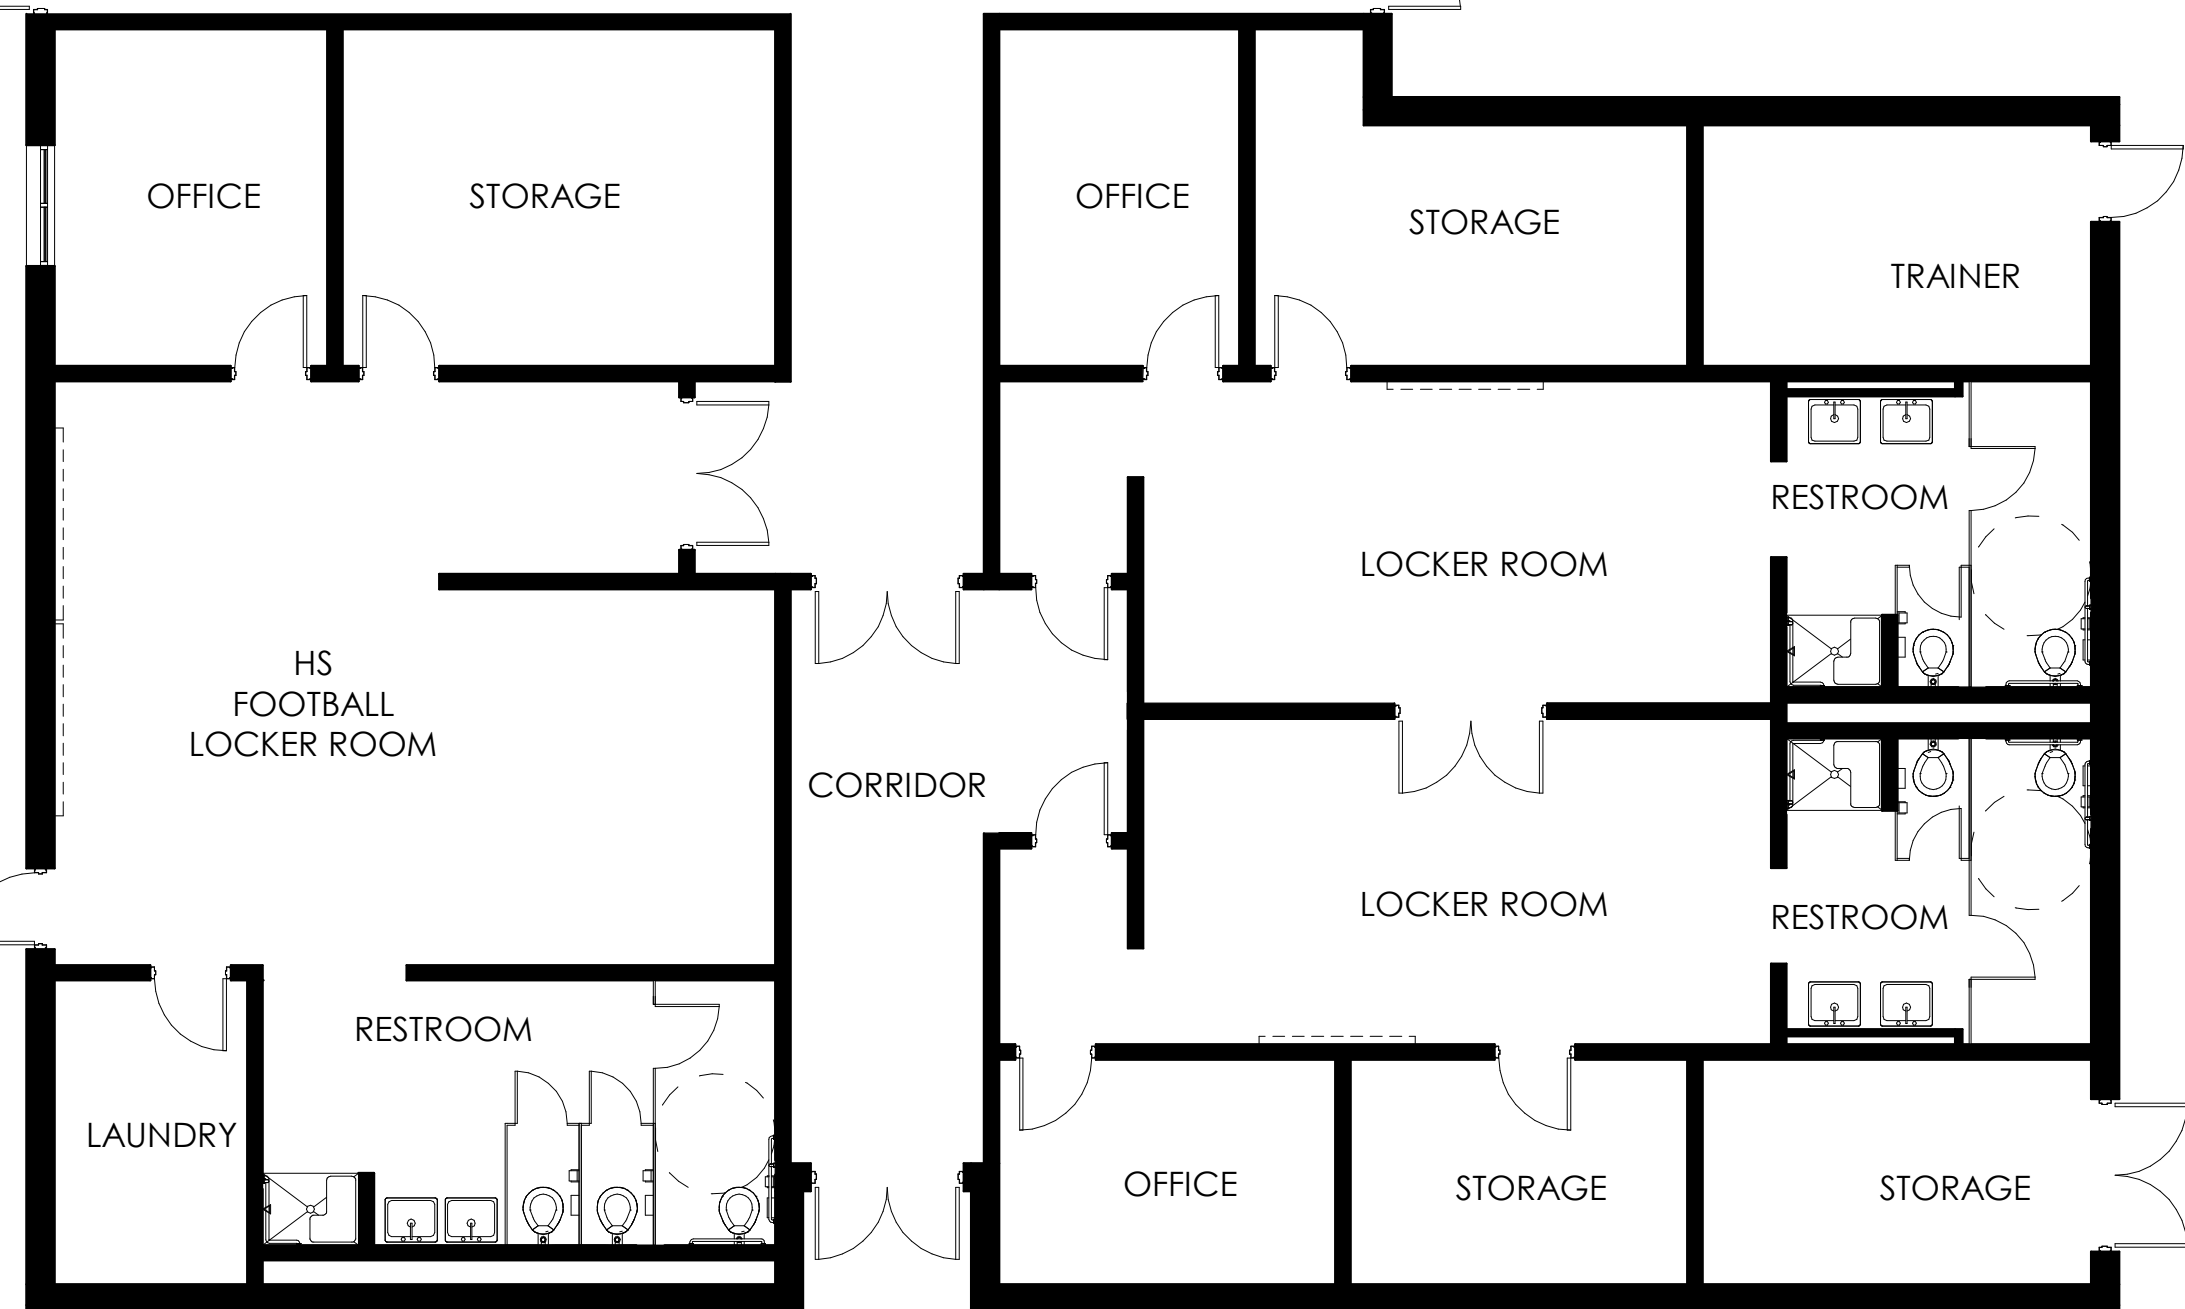 OFFICE
STORAGE
OFFICE
STORAGE
TRAINER
RESTROOM
LOCKER ROOM
HS
FOOTBALL
LOCKER ROOM
CORRIDOR
LOCKER ROOM
RESTROOM
RESTROOM
LAUNDRY
OFFICE
STORAGE
STORAGE